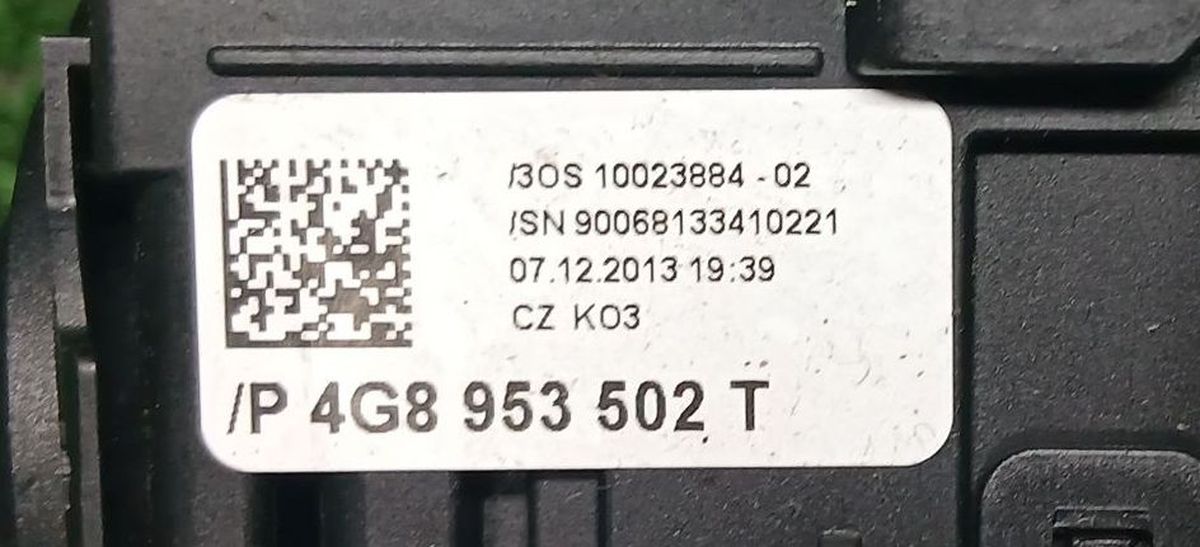 /3OS 10023884 - 02
/SN 90068133410221
07.12.2013 19:39
CZ K03
/P 4G8 953 502 T